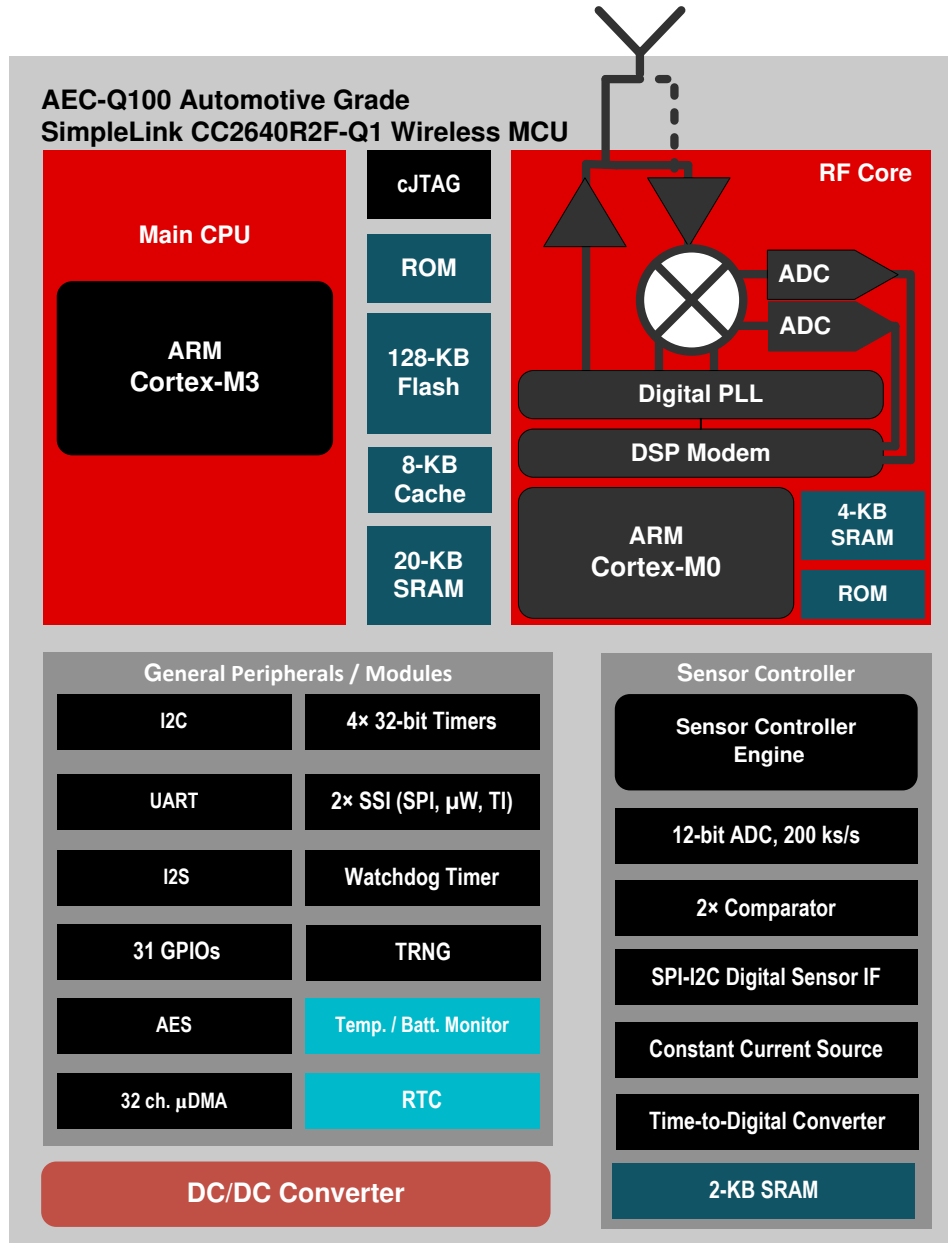 AEC-Q100 Automotive Grade
SimpleLink CC2640R2F-Q1 Wireless MCU
Main CPU
ARM
Cortex-M3
cJTAG
ROM
128-KB
Flash
8-KB
Cache
20-KB
SRAM
RF Core
ADC
ADC
Digital PLL
DSP Modem
ARM
Cortex-M0
4-KB
SRAM
ROM
General Peripherals / Modules
I2C
4× 32-bit Timers
UART
2× SSI (SPI, µW, TI)
I2S
Watchdog Timer
31 GPIOs
TRNG
AES
Temp. / Batt. Monitor
32 ch. µDMA
RTC
Sensor Controller
Sensor Controller
Engine
12-bit ADC, 200 ks/s
2× Comparator
SPI-I2C Digital Sensor IF
Constant Current Source
Time-to-Digital Converter
2-KB SRAM
DC/DC Converter